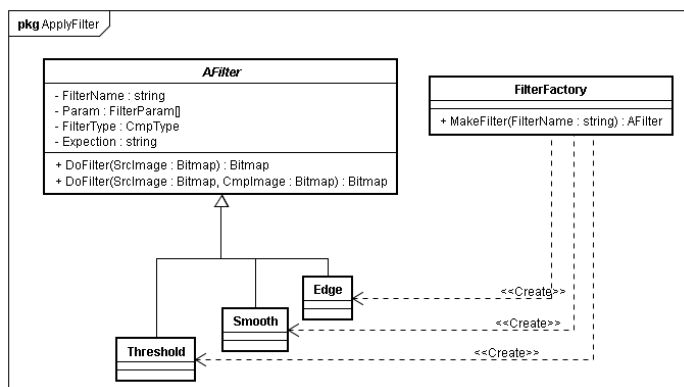 pkg ApplyFilter
AFilter
- FilterName : string
- Param : FilterParam[]
- FilterType : CmpType
- Expection : string
+ DoFilter(SrcImage : Bitmap) : Bitmap
+ DoFilter(SrcImage : Bitmap, CmpImage : Bitmap) : Bitmap
FilterFactory
+ MakeFilter(FilterName : string) : AFilter
Edge
<<Create>>
Smooth
<<Create>>
Threshold
<<Create>>